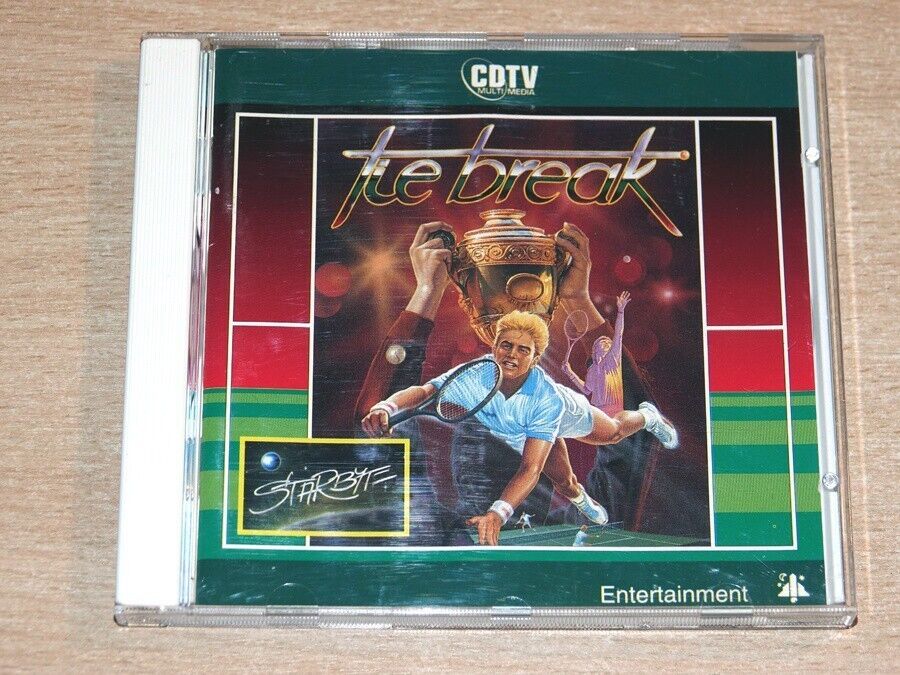 CDTV
MULTI MEDIA
tie break
STARBYTE
Entertainment